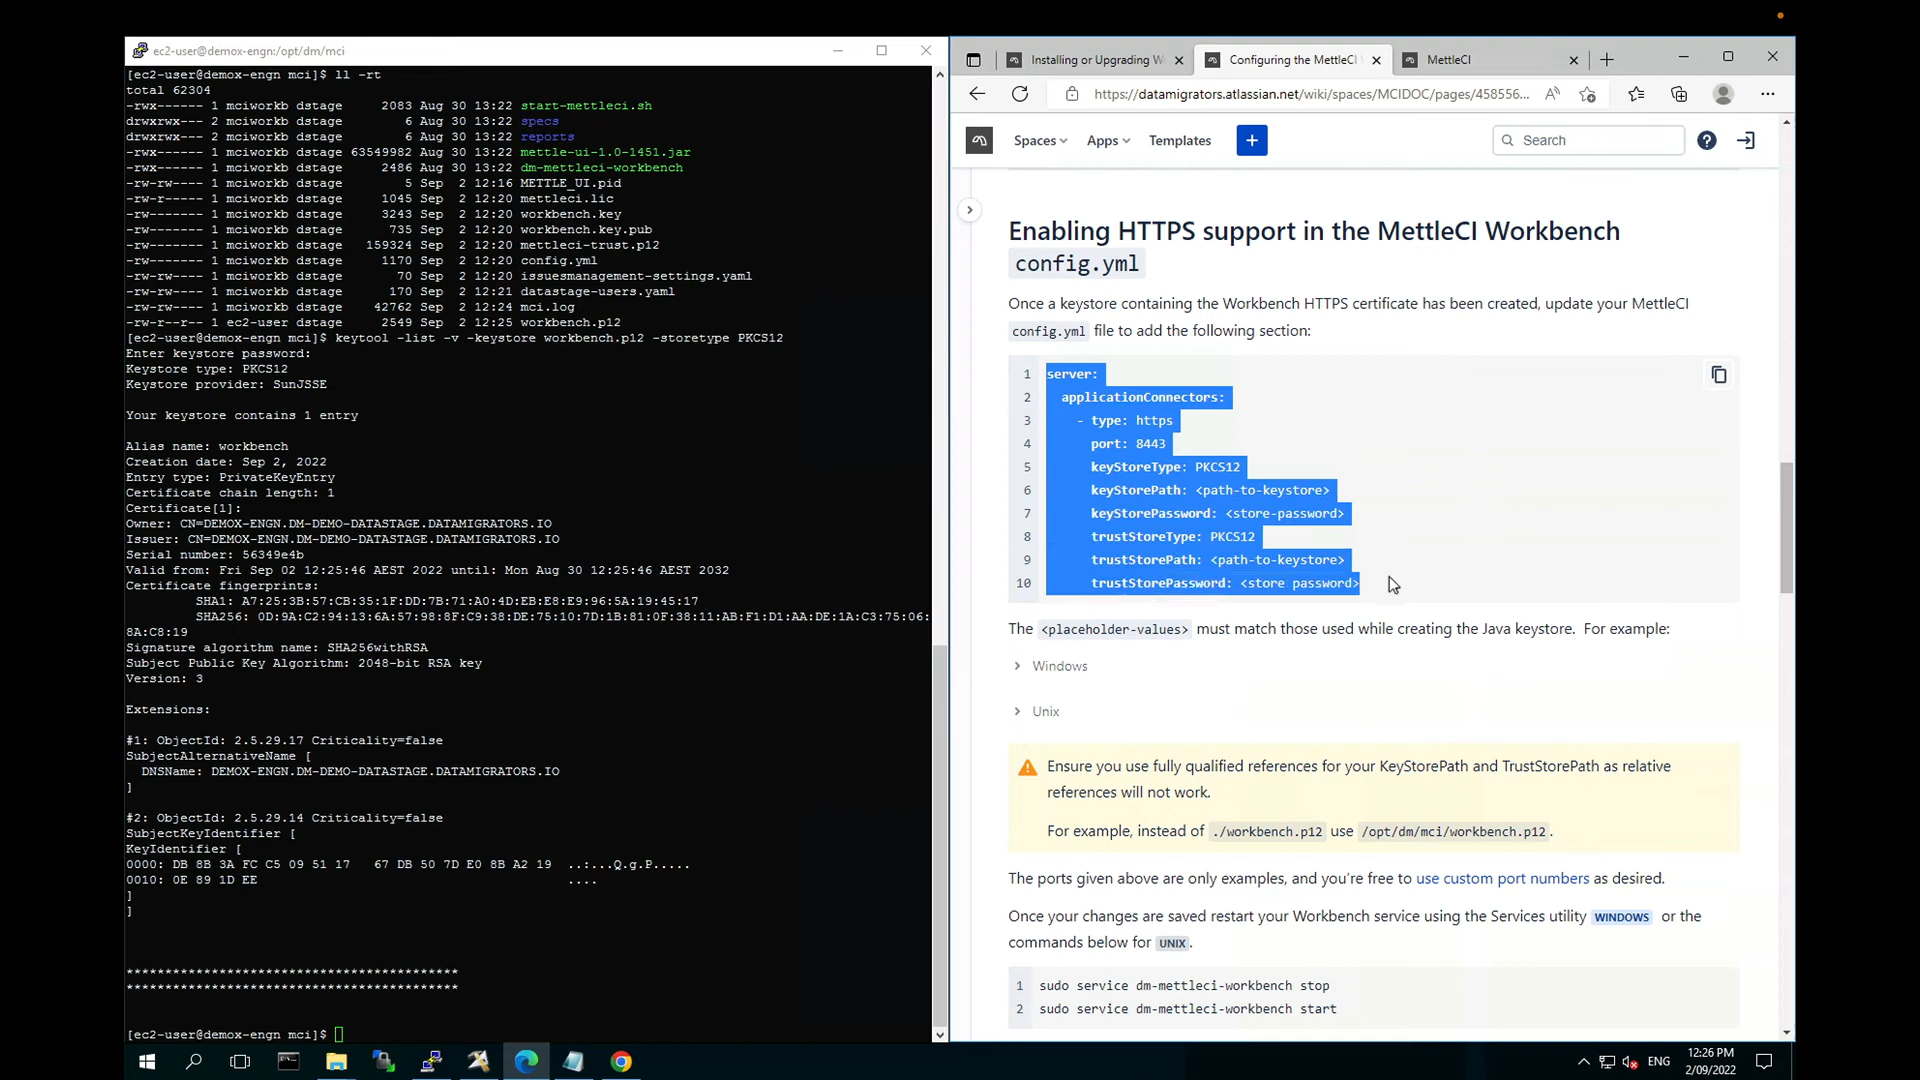 ec2-user@demox-engn:/opt/dm/mci
[ec2-user@demox-engn mci]$ ll -rt
total 62304
-rwx------ 1 mciworkb dstage 2083 Aug 30 13:22 start-mettleci.sh
drwxrwx--- 2 mciworkb dstage 6 Aug 30 13:22 specs
drwxrwx--- 2 mciworkb dstage 6 Aug 30 13:22 reports
-rwx------ 1 mciworkb dstage 63549982 Aug 30 13:22 mettle-ui-1.0-1451.jar
-rwx------ 1 mciworkb dstage 2486 Aug 30 13:22 dm-mettleci-workbench
-rw-rw---- 1 mciworkb dstage 5 Sep 2 12:16 METTLE_UI.pid
-rw-r----- 1 mciworkb dstage 1045 Sep 2 12:20 mettleci.lic
-rw-rw---- 1 mciworkb dstage 3243 Sep 2 12:20 workbench.key
-rw-rw---- 1 mciworkb dstage 735 Sep 2 12:20 workbench.key.pub
-rw-rw---- 1 mciworkb dstage 159324 Sep 2 12:20 mettleci-trust.p12
-rw-rw---- 1 mciworkb dstage 1170 Sep 2 12:20 config.yml
-rw-rw---- 1 mciworkb dstage 70 Sep 2 12:20 issuesmanagement-settings.yaml
-rw-rw---- 1 mciworkb dstage 170 Sep 2 12:21 datastage-users.yaml
-rw-rw---- 1 mciworkb dstage 42762 Sep 2 12:24 mci.log
-rw-r--r-- 1 ec2-user dstage 2549 Sep 2 12:25 workbench.p12
[ec2-user@demox-engn mci]$ keytool -list -v -keystore workbench.p12 -storetype PKCS12
Enter keystore password:
Keystore type: PKCS12
Keystore provider: SunJSSE
Your keystore contains 1 entry
Alias name: workbench
Creation date: Sep 2, 2022
Entry type: PrivateKeyEntry
Certificate chain length: 1
Certificate[1]:
Owner: CN=DEMOX-ENGN.DM-DEMO-DATASTAGE.DATAMIGRATORS.IO
Issuer: CN=DEMOX-ENGN.DM-DEMO-DATASTAGE.DATAMIGRATORS.IO
Serial number: 56349e4b
Valid from: Fri Sep 02 12:25:46 AEST 2022 until: Mon Aug 30 12:25:46 AEST 2032
Certificate fingerprints:
SHA1: A7:25:3B:57:CB:35:1F:DD:7B:71:A0:4D:EB:E8:E9:96:5A:19:45:17
SHA256: 0D:9A:C2:94:13:6A:57:98:8F:C9:38:DE:75:10:7D:1B:81:0F:38:11:AB:F1:D1:AA:DE:1A:C3:75:06:
8A:C8:19
Signature algorithm name: SHA256withRSA
Subject Public Key Algorithm: 2048-bit RSA key
Version: 3
Extensions:
#1: ObjectId: 2.5.29.17 Criticality=false
SubjectAlternativeName [
DNSName: DEMOX-ENGN.DM-DEMO-DATASTAGE.DATAMIGRATORS.IO
]
#2: ObjectId: 2.5.29.14 Criticality=false
SubjectKeyIdentifier [
KeyIdentifier [
0000: DB 8B 3A FC C5 09 51 17 67 DB 50 7D E0 8B A2 19 ..:...Q.g.P.....
0010: 0E 89 1D EE ....
]
]
*******************************************
*******************************************
[ec2-user@demox-engn mci]$
Installing or Upgrading W
Configuring the MettleCI
MettleCI
https://datamigrators.atlassian.net/wiki/spaces/MCIDOC/pages/458556...
Spaces
Apps
Templates
Search
Enabling HTTPS support in the MettleCI Workbench
config.yml
Once a keystore containing the Workbench HTTPS certificate has been created, update your MettleCI
config.yml file to add the following section:
1 server:
2 applicationConnectors:
3 - type: https
4 port: 8443
5 keyStoreType: PKCS12
6 keyStorePath: <path-to-keystore>
7 keyStorePassword: <store-password>
8 trustStoreType: PKCS12
9 trustStorePath: <path-to-keystore>
10 trustStorePassword: <store password>
The <placeholder-values> must match those used while creating the Java keystore. For example:
Windows
Unix
Ensure you use fully qualified references for your KeyStorePath and TrustStorePath as relative
references will not work.
For example, instead of ./workbench.p12 use /opt/dm/mci/workbench.p12.
The ports given above are only examples, and you're free to use custom port numbers as desired.
Once your changes are saved restart your Workbench service using the Services utility WINDOWS or the
commands below for UNIX.
1 sudo service dm-mettleci-workbench stop
2 sudo service dm-mettleci-workbench start
ENG
12:26 PM
2/09/2022